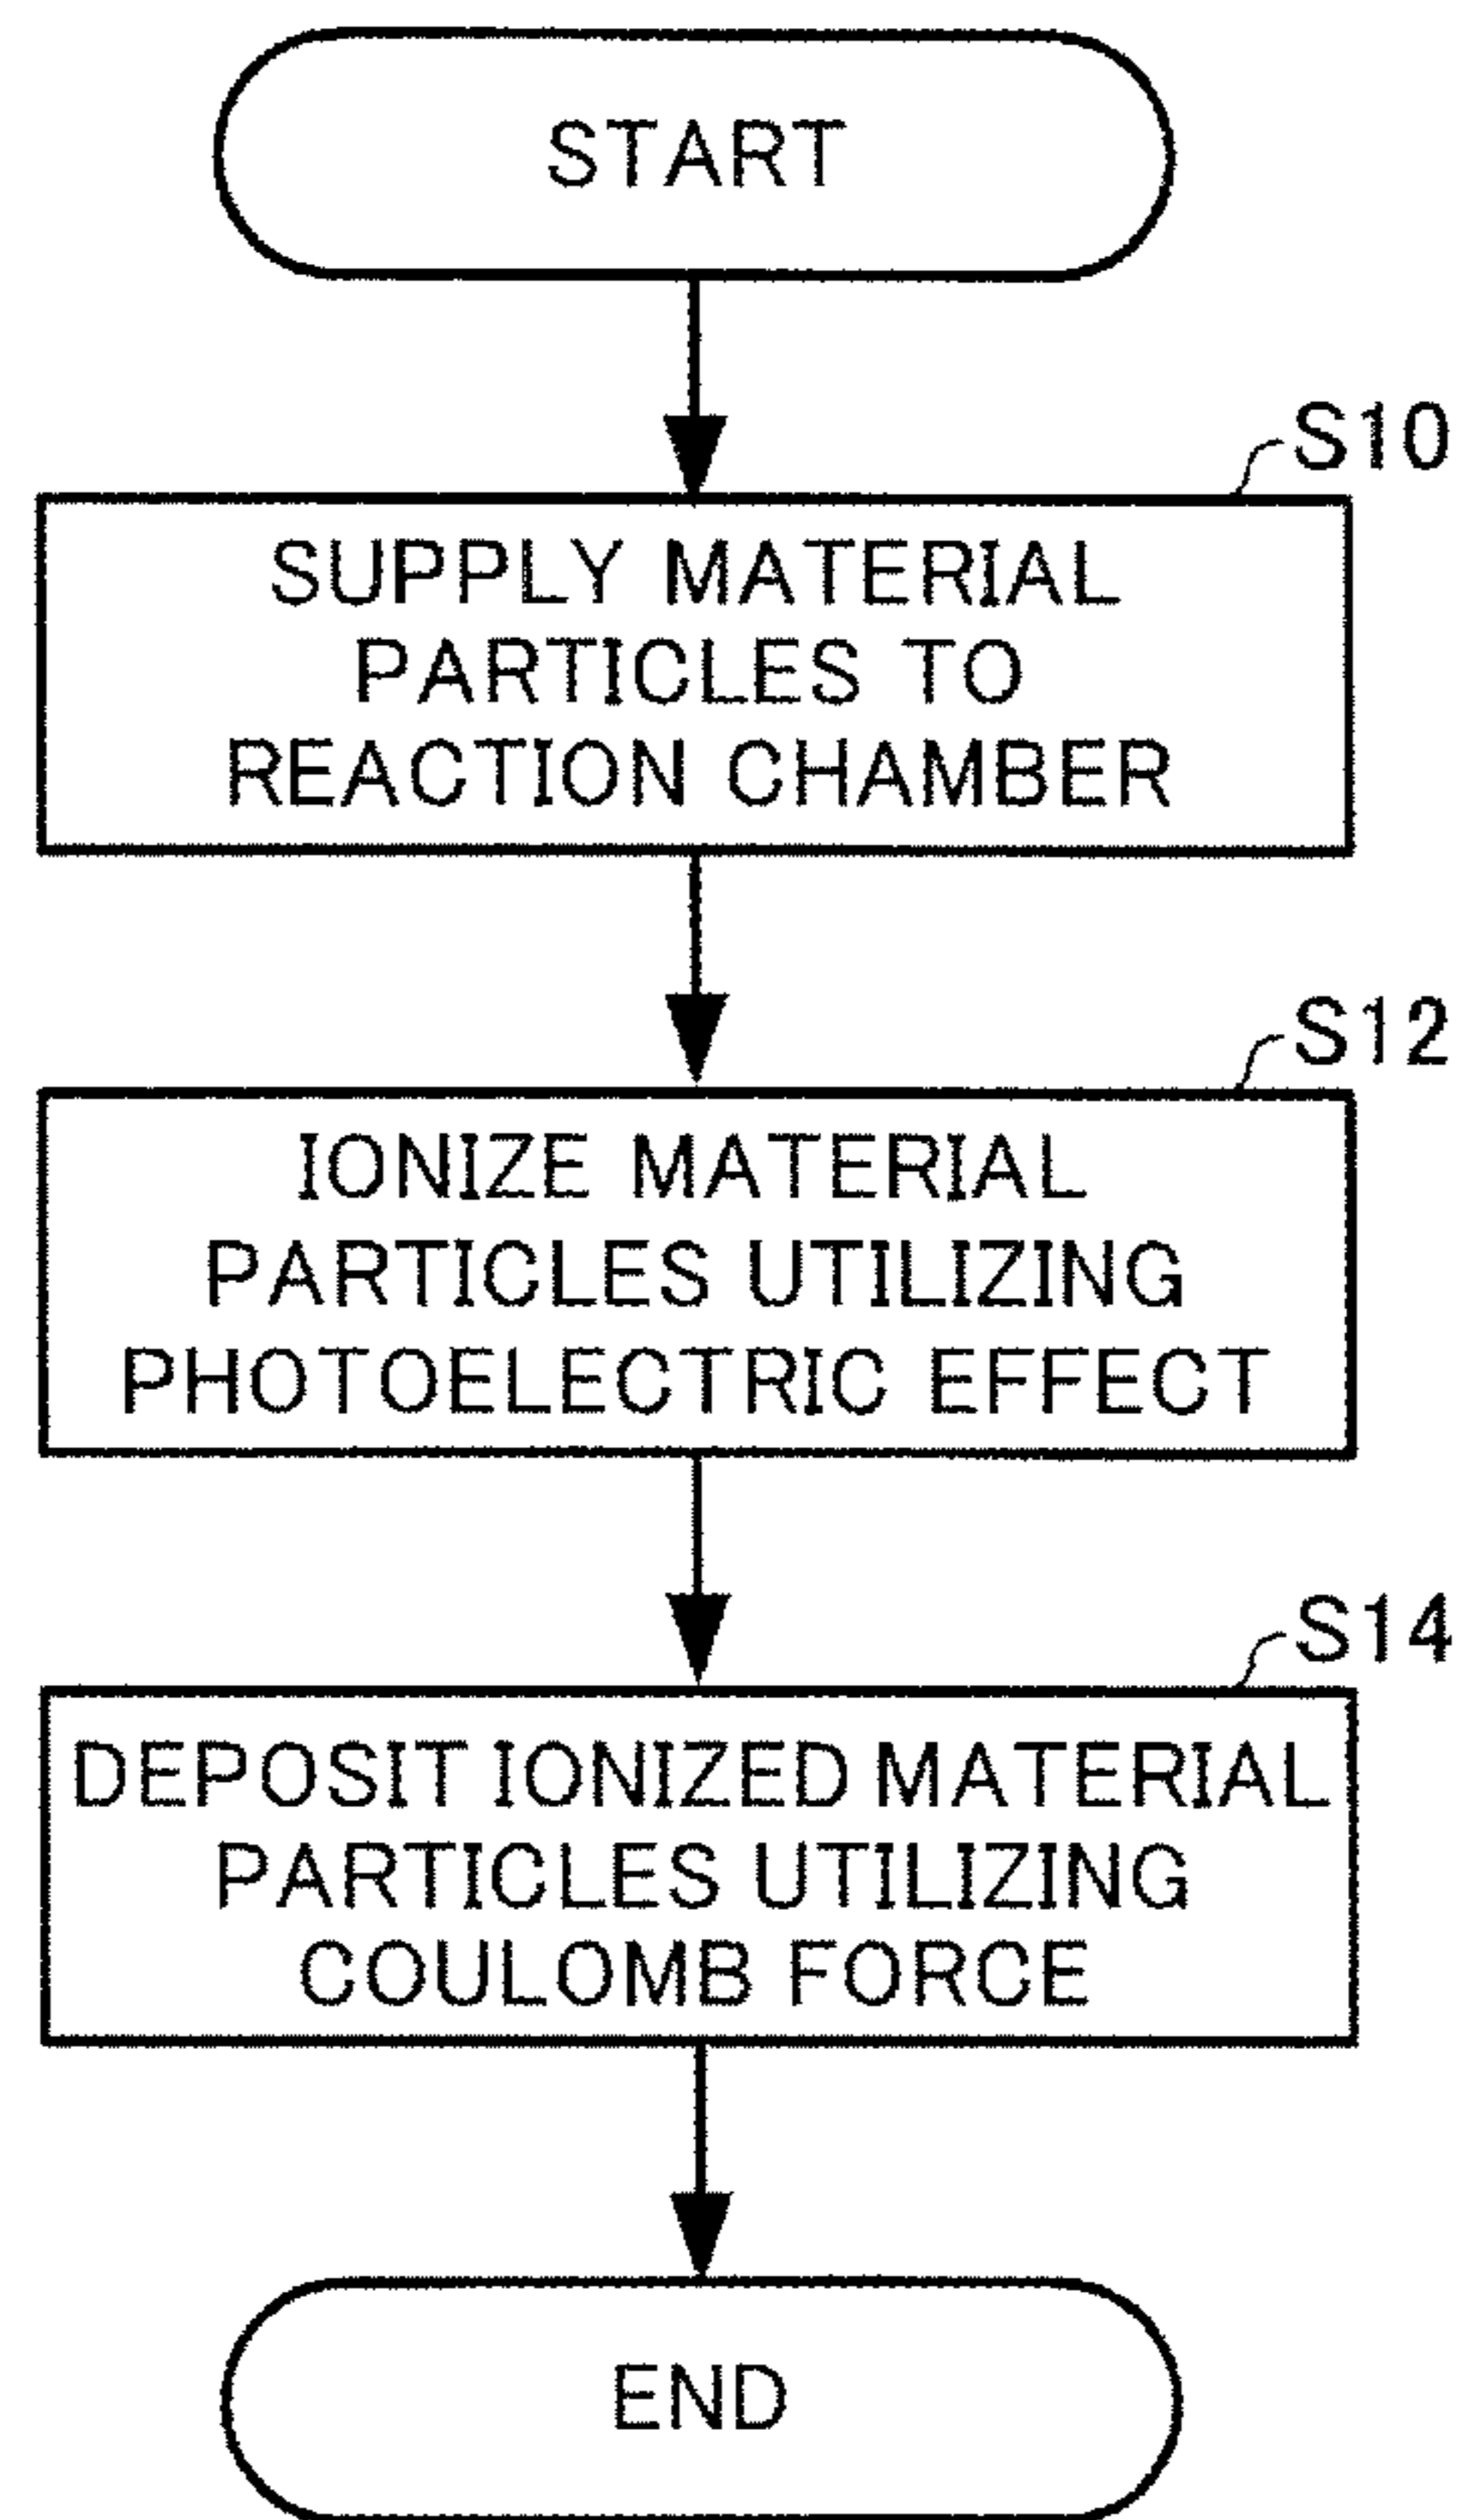 START
S10
SUPPLY MATERIAL
PARTICLES TO
REACTION CHAMBER
S12
IONIZE MATERIAL
PARTICLES UTILIZING
PHOTOELECTRIC EFFECT
S14
DEPOSIT IONIZED MATERIAL
PARTICLES UTILIZING
COULOMB FORCE
END